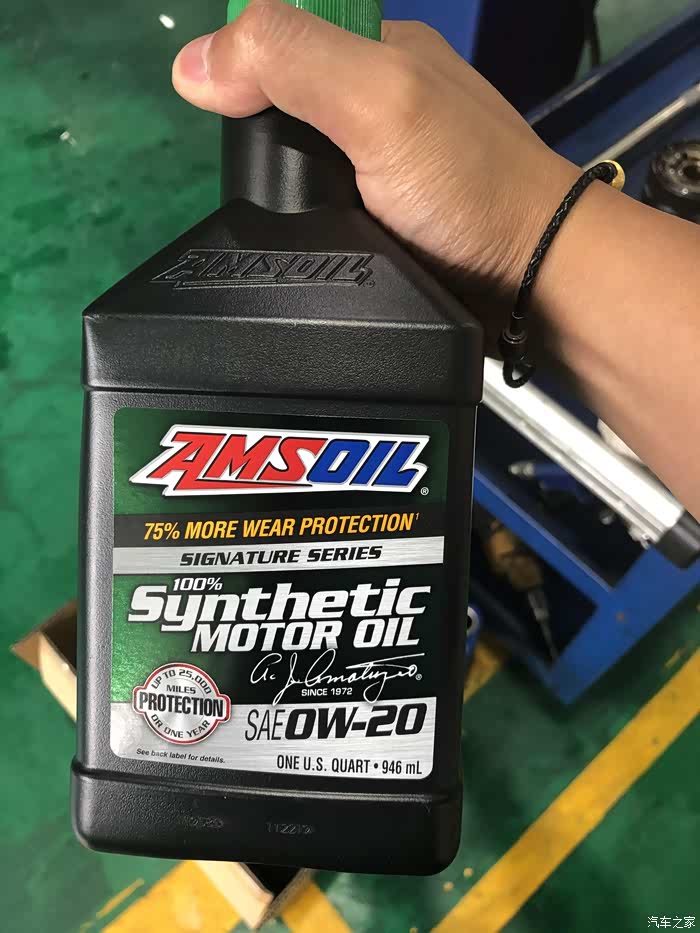 AMSOIL
AMSOIL®
75% MORE WEAR PROTECTION¹
SIGNATURE SERIES
100%
Synthetic
MOTOR OIL
A. J. Amatuzio®
SINCE 1972
UP TO 25,000
MILES
PROTECTION
OR ONE YEAR
SAE 0W-20
See back label for details.
ONE U.S. QUART • 946 mL
汽车之家